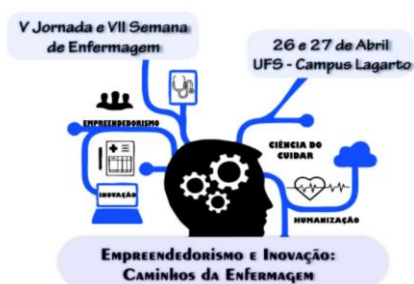 V Jornada e VII Semana
de Enfermagem
26 e 27 de Abril
UFS - Campus Lagarto
EMPREENDEDORISMO
CIÊNCIA DO
CUIDAR
INOVAÇÃO
HUMANIZAÇÃO
Empreendedorismo e Inovação:
Caminhos da Enfermagem